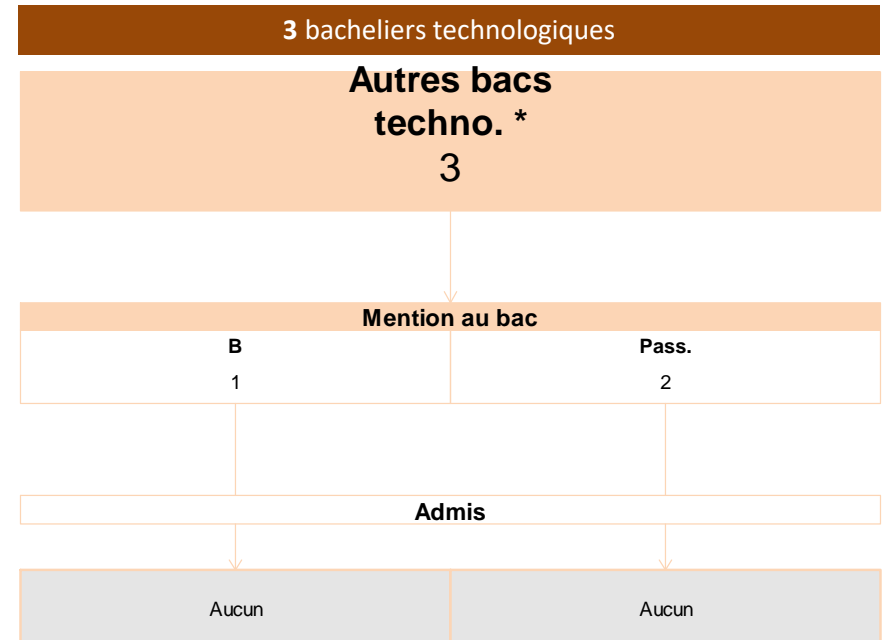 3 bacheliers technologiques
Autres bacs
techno. *
3
Mention au bac
B Pass.
1 2
Admis
Aucun Aucun